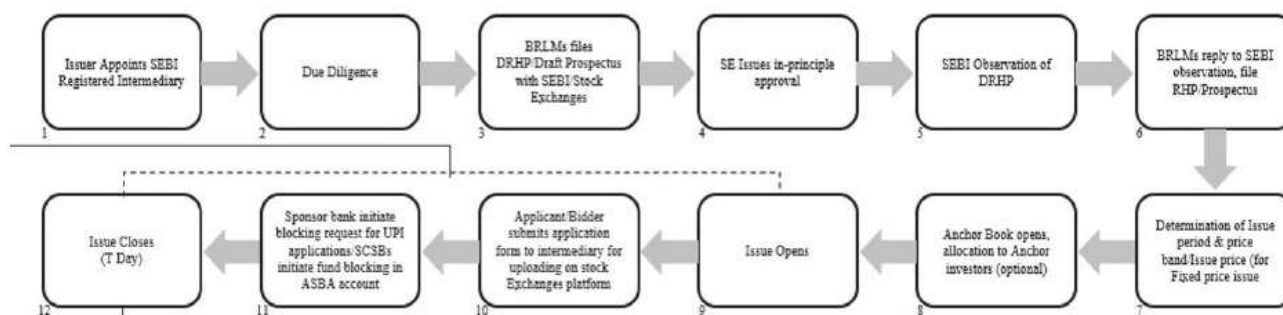 Issuer Appoints SEBI
Registered Intermediary
1
Due Diligence
2
BRLMs files
DRHP/Draft Prospectus
with SEBI/Stock
Exchanges
3
SE Issues in-principle
approval
4
SEBI Observation of
DRHP
5
BRLMs reply to SEBI
observation, file
RHP/Prospectus
6
Determination of Issue
period & price
band/Issue price (for
Fixed price issue
7
Anchor Book opens,
allocation to Anchor
investors (optional)
8
Issue Opens
9
Applicant/Bidder
submits application
form to intermediary for
uploading on stock
Exchanges platform
10
Sponsor bank initiate
blocking request for UPI
applications/SCSBs
initiate fund blocking in
ASBA account
11
Issue Closes
(T Day)
12